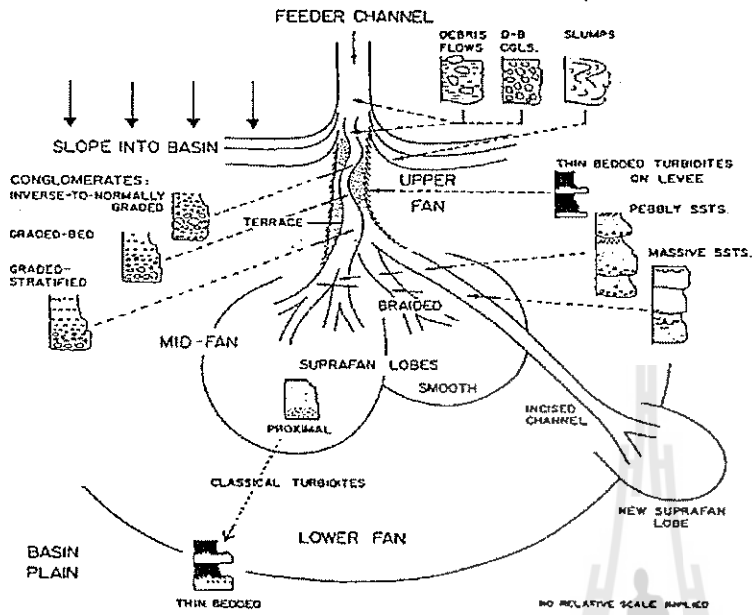 FEEDER CHANNEL
DEBRIS
FLOWS
D-B
CGLS.
SLUMPS
SLOPE INTO BASIN
CONGLOMERATES:
INVERSE-TO-NORMALLY
GRADED
GRADED-BED
GRADED-
STRATIFIED
TERRACE
UPPER
FAN
THIN BEDDED TURBIDITES
ON LEVEE
PEBBLY SSTS.
MASSIVE SSTS.
BRAIDED
MID-FAN
SUPRAFAN LOBES
SMOOTH
PROXIMAL
INCISED
CHANNEL
CLASSICAL TURBIDITES
NEW SUPRAFAN
LOBE
LOWER FAN
BASIN
PLAIN
THIN BEDDED
NO RELATIVE SCALE IMPLIED